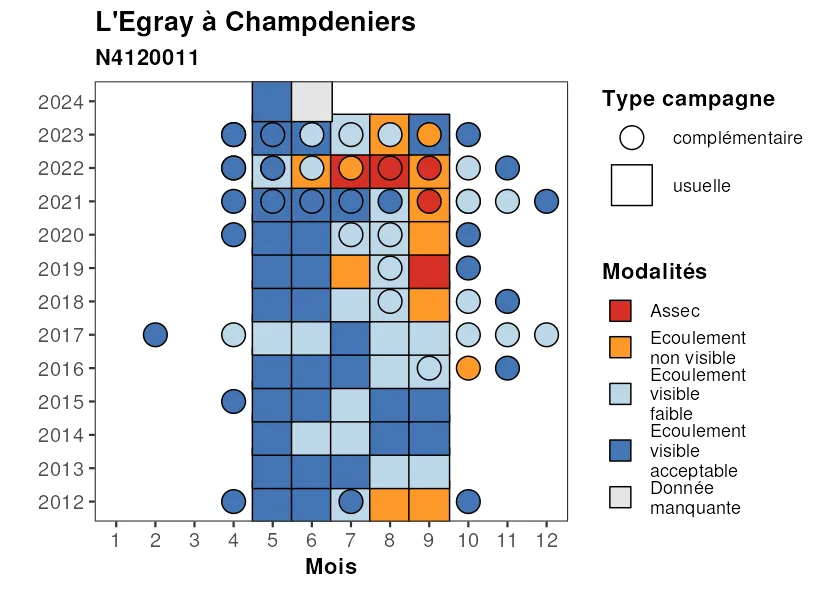 L'Egray à Champdeniers
N4120011
2024
2023
2022
2021
2020
2019
2018
2017
2016
2015
2014
2013
2012
1 2 3 4 5 6 7 8 9 10 11 12
Mois
Type campagne
complémentaire
usuelle
Modalités
Assec
Ecoulement
non visible
Ecoulement
visible
faible
Ecoulement
visible
acceptable
Donnée
manquante